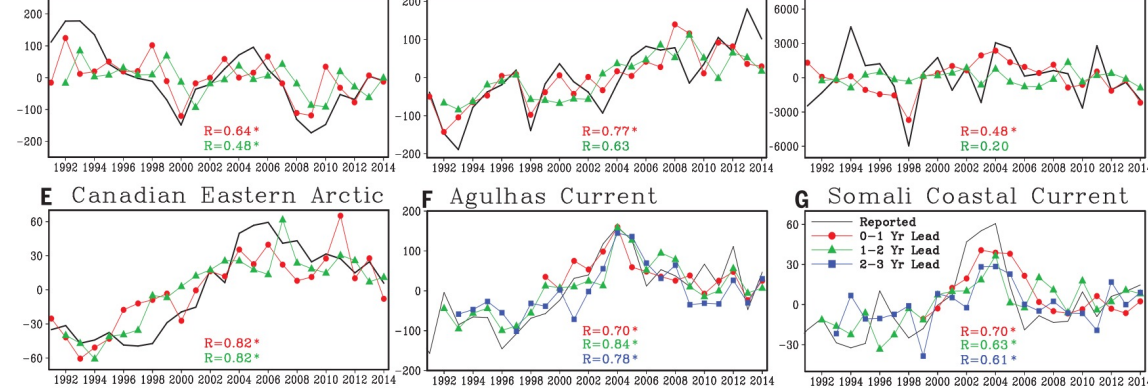 200
100
0
-100
-200
R=0.64*
R=0.48*
1992 1994 1996 1998 2000 2002 2004 2006 2008 2010 2012 2014
200
100
0
-100
-200
R=0.77*
R=0.63
1992 1994 1996 1998 2000 2002 2004 2006 2008 2010 2012 2014
6000
3000
0
-3000
-6000
R=0.48*
R=0.20
1992 1994 1996 1998 2000 2002 2004 2006 2008 2010 2012
E Canadian Eastern Arctic
60
30
0
-30
-60
R=0.82*
R=0.82*
1992 1994 1996 1998 2000 2002 2004 2006 2008 2010 2012 2014
F Agulhas Current
200
100
0
-100
-200
R=0.70*
R=0.84*
R=0.78*
1992 1994 1996 1998 2000 2002 2004 2006 2008 2010 2012 2014
G Somali Coastal Current
60
30
0
-30
Reported
0-1 Yr Lead
1-2 Yr Lead
2-3 Yr Lead
R=0.70*
R=0.63*
R=0.61*
1992 1994 1996 1998 2000 2002 2004 2006 2008 2010 2012